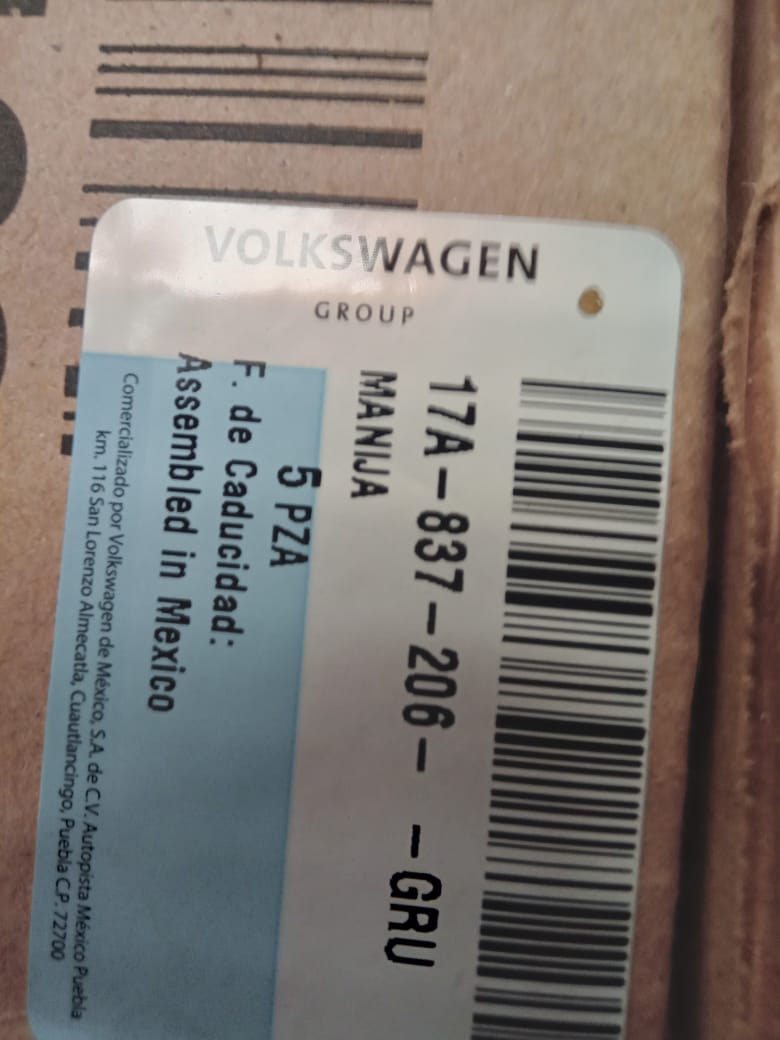 VOLKSWAGEN
GROUP
17A-837-206- -GRU
MANIJA
5 PZA
F. de Caducidad:
Assembled in Mexico
Comercializado por Volkswagen de México, S.A. de C.V. Autopista México Puebla
km. 116 San Lorenzo Almecatla, Cuautlancingo, Puebla C.P. 72700